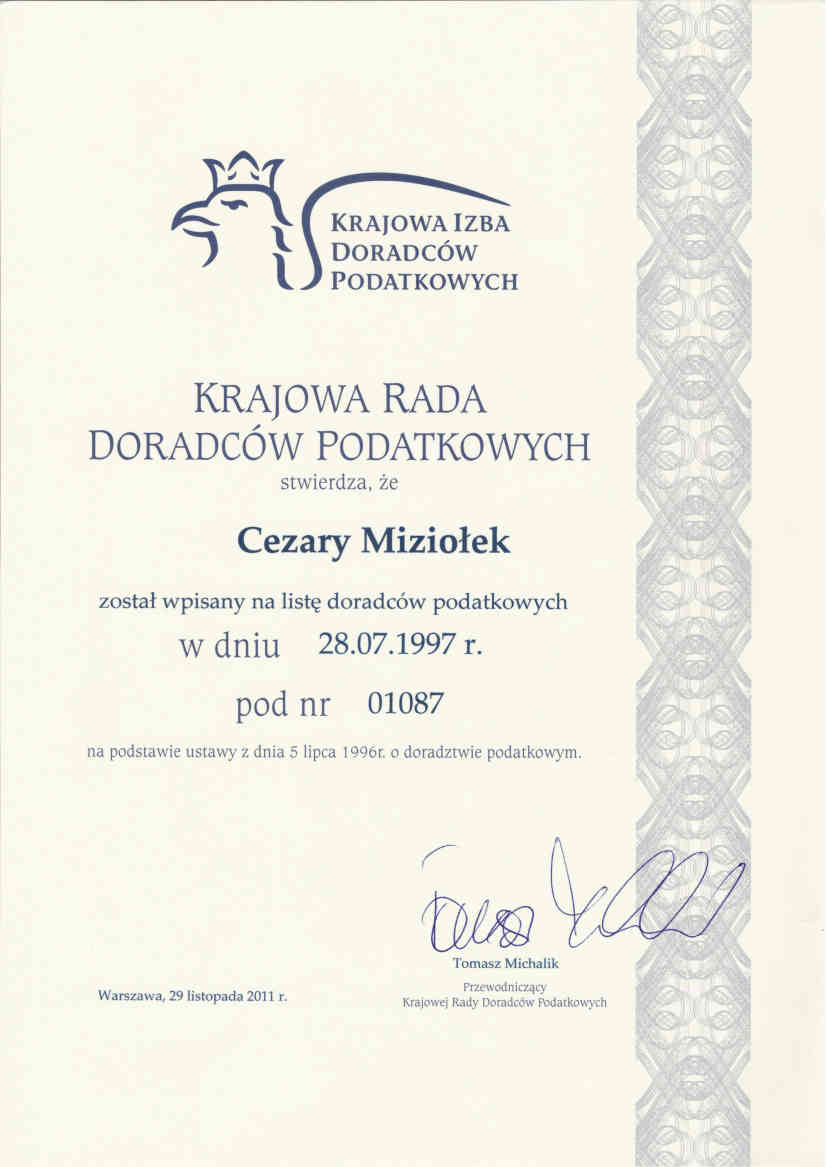 KRAJOWA IZBA
DORADCÓW
PODATKOWYCH
KRAJOWA RADA
DORADCÓW PODATKOWYCH
stwierdza, że
Cezary Miziołek
został wpisany na listę doradców podatkowych
w dniu 28.07.1997 r.
pod nr 01087
na podstawie ustawy z dnia 5 lipca 1996r. o doradztwie podatkowym.
Tomasz Michalik
Przewodniczący
Krajowej Rady Doradców Podatkowych
Warszawa, 29 listopada 2011 r.